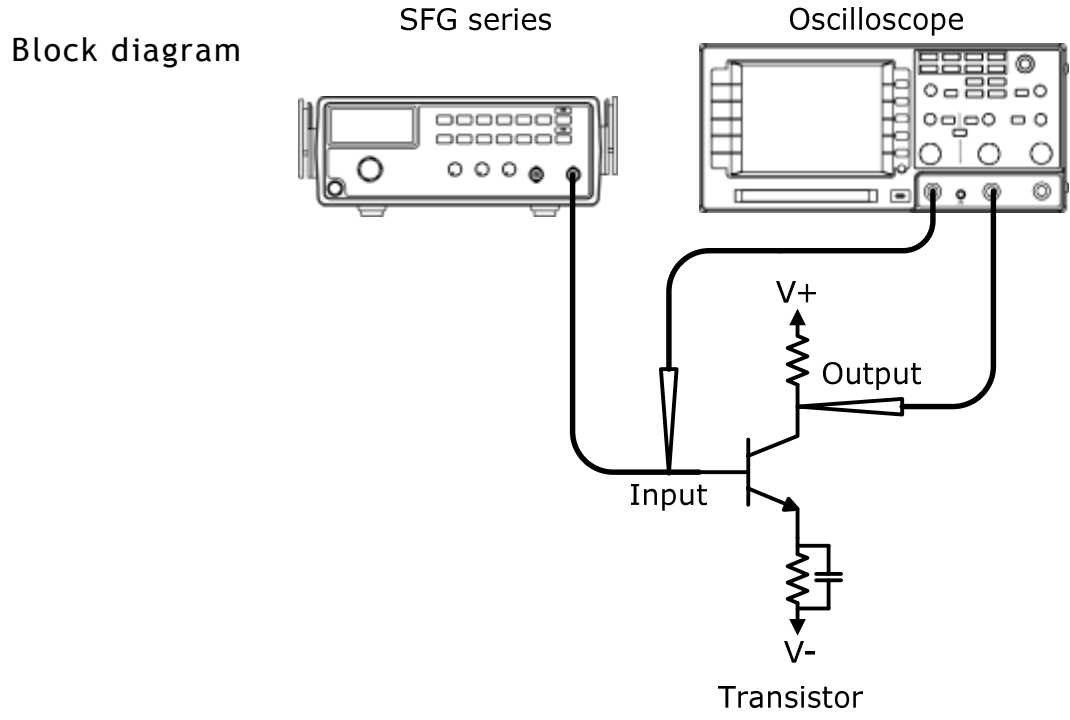 Block diagram
SFG series
Oscilloscope
V+
Output
Input
V-
Transistor